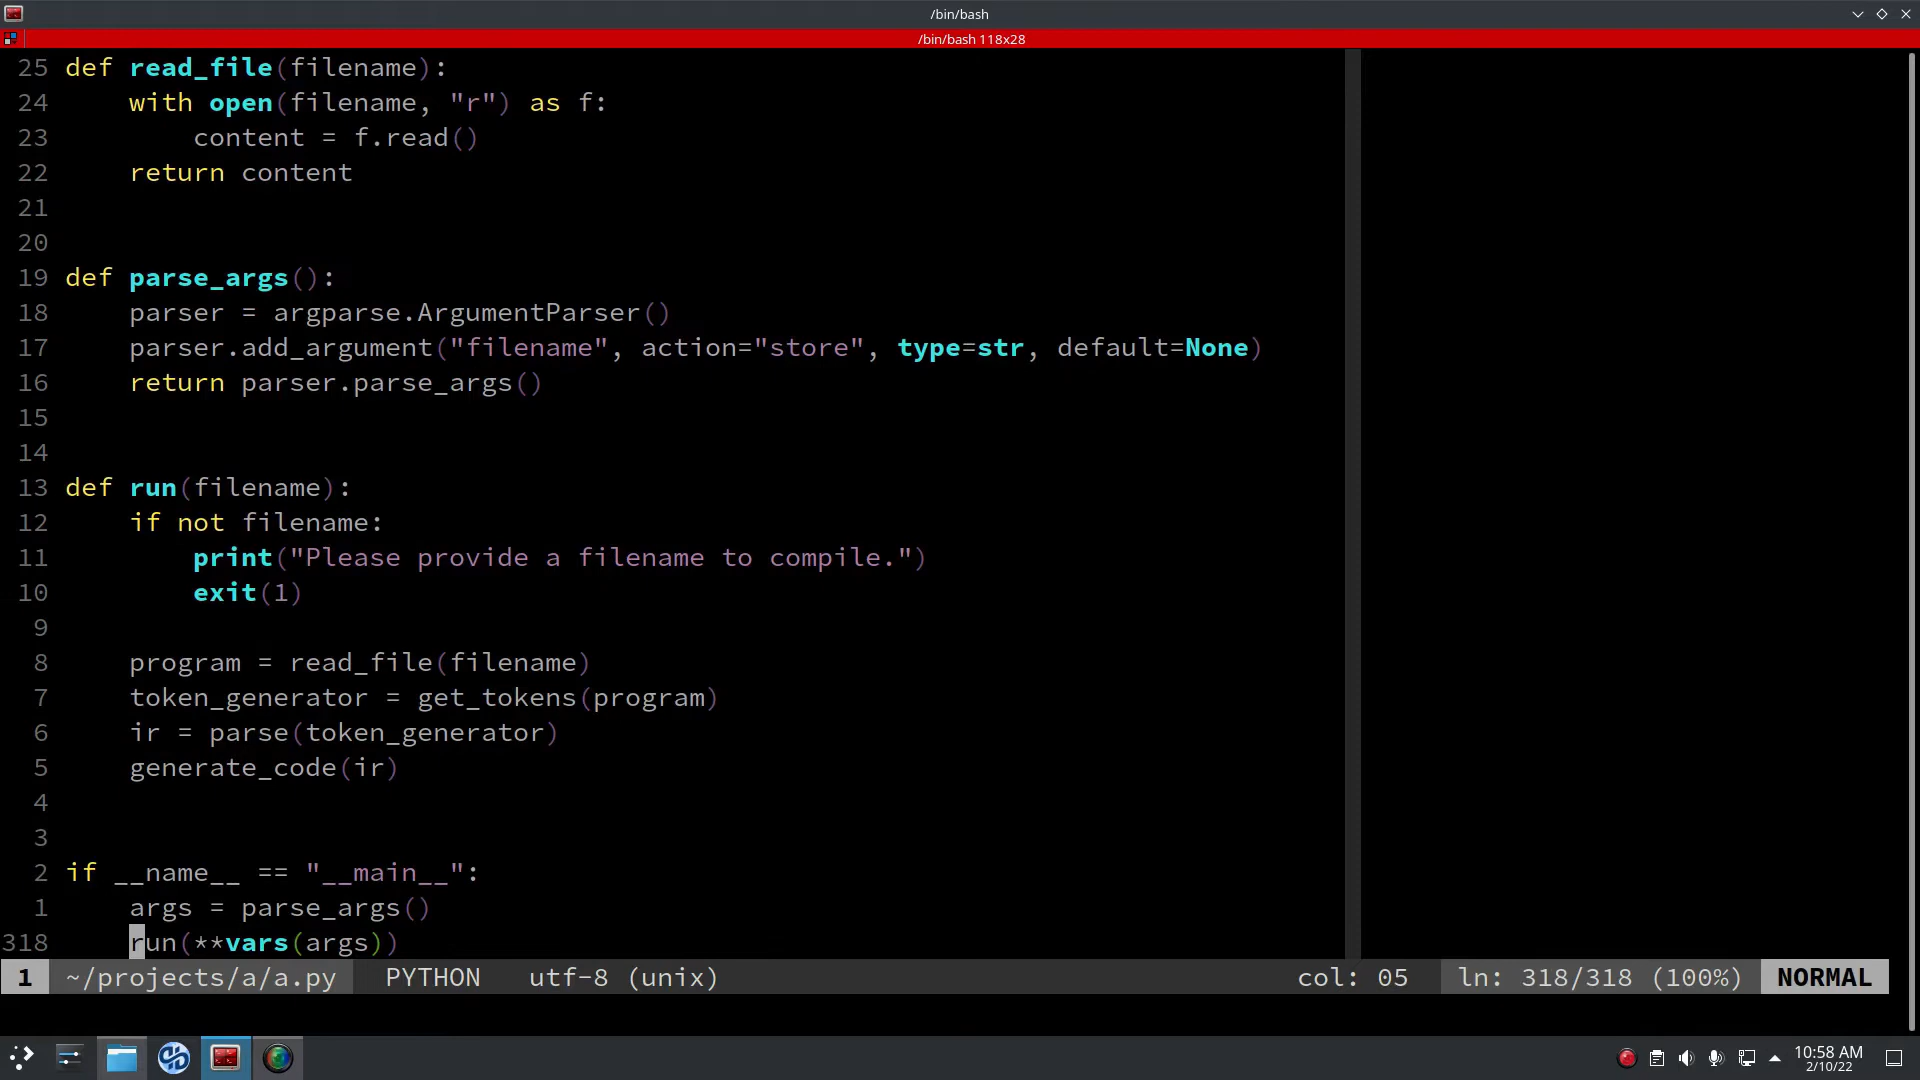 /bin/bash
/bin/bash 118x28
25 def read_file(filename):
24     with open(filename, "r") as f:
23         content = f.read()
22     return content
21
20
19 def parse_args():
18     parser = argparse.ArgumentParser()
17     parser.add_argument("filename", action="store", type=str, default=None)
16     return parser.parse_args()
15
14
13 def run(filename):
12     if not filename:
11         print("Please provide a filename to compile.")
10         exit(1)
9
8     program = read_file(filename)
7     token_generator = get_tokens(program)
6     ir = parse(token_generator)
5     generate_code(ir)
4
3
2 if __name__ == "__main__":
1     args = parse_args()
318     run(**vars(args))
1 ~/projects/a/a.py PYTHON utf-8 (unix) col: 05 ln: 318/318 (100%) NORMAL
10:58 AM
2/10/22